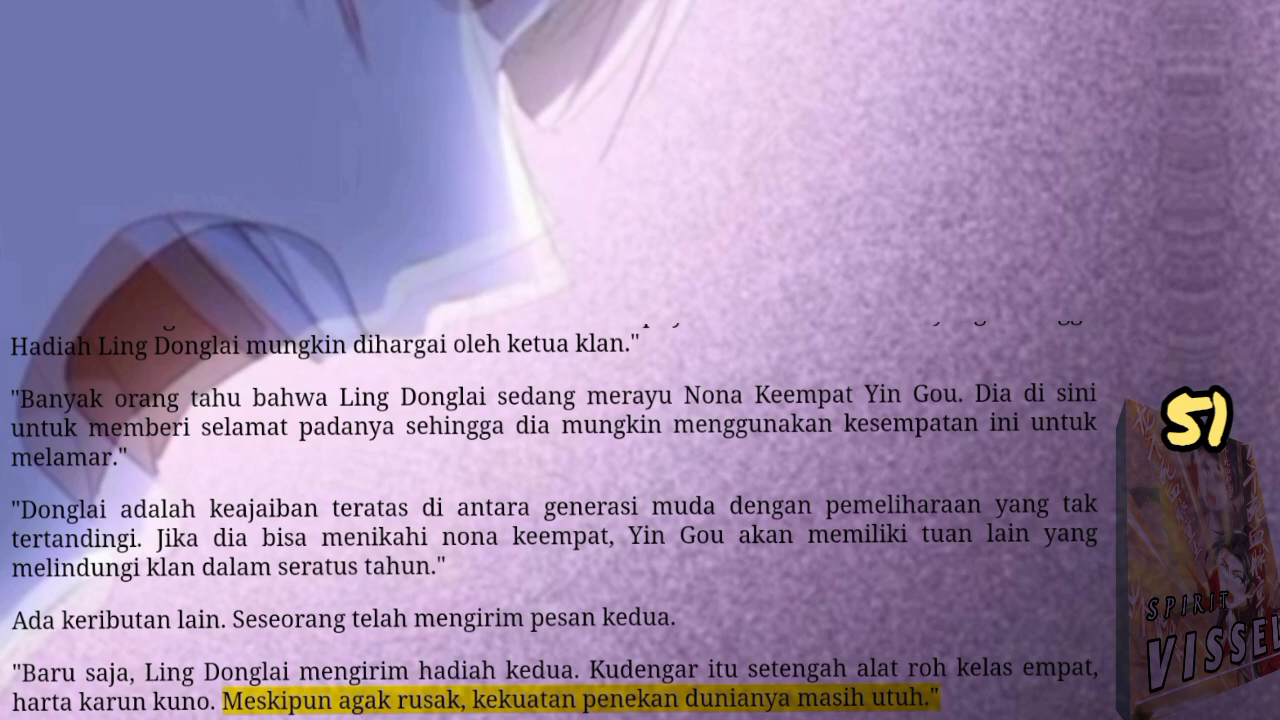 Hadiah Ling Donglai mungkin dihargai oleh ketua klan."
"Banyak orang tahu bahwa Ling Donglai sedang merayu Nona Keempat Yin Gou. Dia di sini
untuk memberi selamat padanya sehingga dia mungkin menggunakan kesempatan ini untuk
melamar."
"Donglai adalah keajaiban teratas di antara generasi muda dengan pemeliharaan yang tak
tertandingi. Jika dia bisa menikahi nona keempat, Yin Gou akan memiliki tuan lain yang
melindungi klan dalam seratus tahun."
Ada keributan lain. Seseorang telah mengirim pesan kedua.
"Baru saja, Ling Donglai mengirim hadiah kedua. Kudengar itu setengah alat roh kelas empat,
harta karun kuno. Meskipun agak rusak, kekuatan penekan dunianya masih utuh."
51
SPIRIT
VISSEL